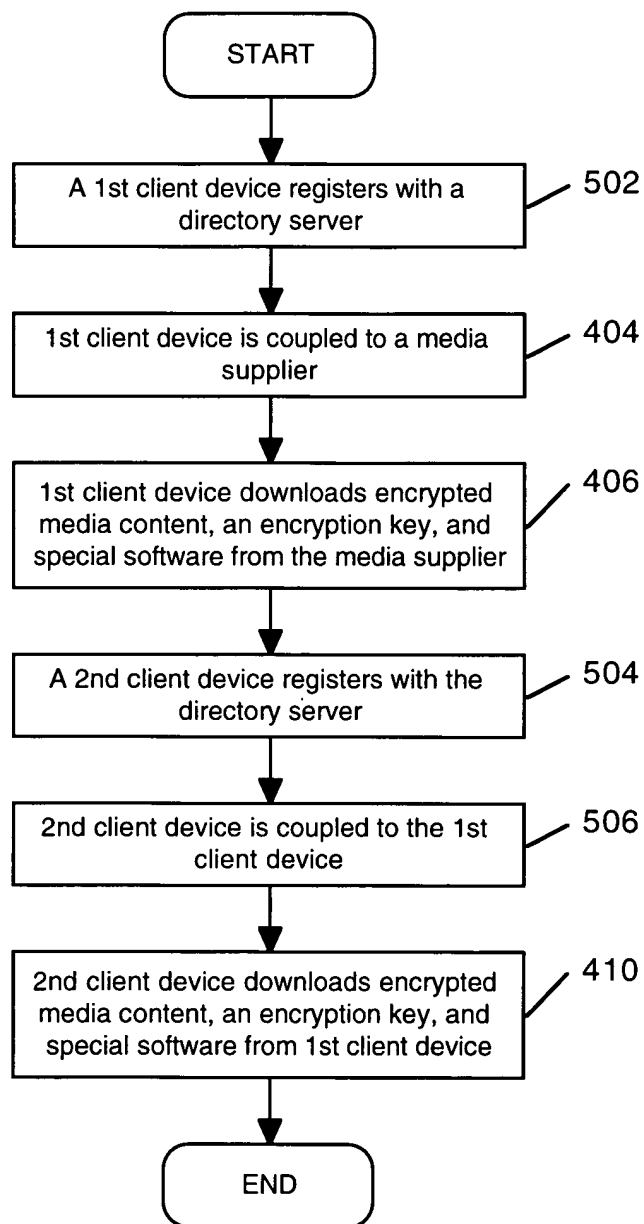 START
A 1st client device registers with a
directory server
502
1st client device is coupled to a media
supplier
404
1st client device downloads encrypted
media content, an encryption key, and
special software from the media supplier
406
A 2nd client device registers with the
directory server
504
2nd client device is coupled to the 1st
client device
506
2nd client device downloads encrypted
media content, an encryption key, and
special software from 1st client device
410
END